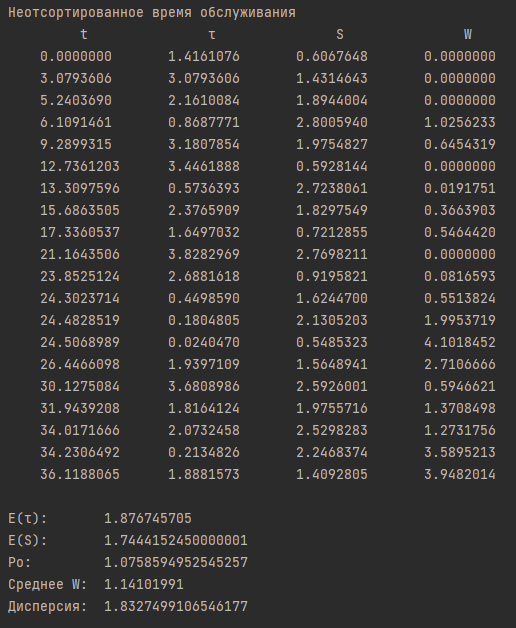 Неотсортированное время обслуживания
t τ S W
0.0000000 1.4161076 0.6067648 0.0000000
3.0793606 3.0793606 1.4314643 0.0000000
5.2403690 2.1610084 1.8944004 0.0000000
6.1091461 0.8687771 2.8005940 1.0256233
9.2899315 3.1807854 1.9754827 0.6454319
12.7361203 3.4461888 0.5928144 0.0000000
13.3097596 0.5736393 2.7238061 0.0191751
15.6863505 2.3765909 1.8297549 0.3663903
17.3360537 1.6497032 0.7212855 0.5464420
21.1643506 3.8282969 2.7698211 0.0000000
23.8525124 2.6881618 0.9195821 0.0816593
24.3023714 0.4498590 1.6244700 0.5513824
24.4828519 0.1804805 2.1305203 1.9953719
24.5068989 0.0240470 0.5485323 4.1018452
26.4466098 1.9397109 1.5648941 2.7106666
30.1275084 3.6808986 2.5926001 0.5946621
31.9439208 1.8164124 1.9755716 1.3708498
34.0171666 2.0732458 2.5298283 1.2731756
34.2306492 0.2134826 2.2468374 3.5895213
36.1188065 1.8881573 1.4092805 3.9482014
E(τ): 1.876745705
E(S): 1.7444152450000001
Po: 1.0758594952545257
Среднее W: 1.14101991
Дисперсия: 1.8327499106546177